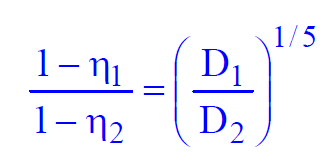 (1 − η₁)/(1 − η₂) = (D₁/D₂)^1/5